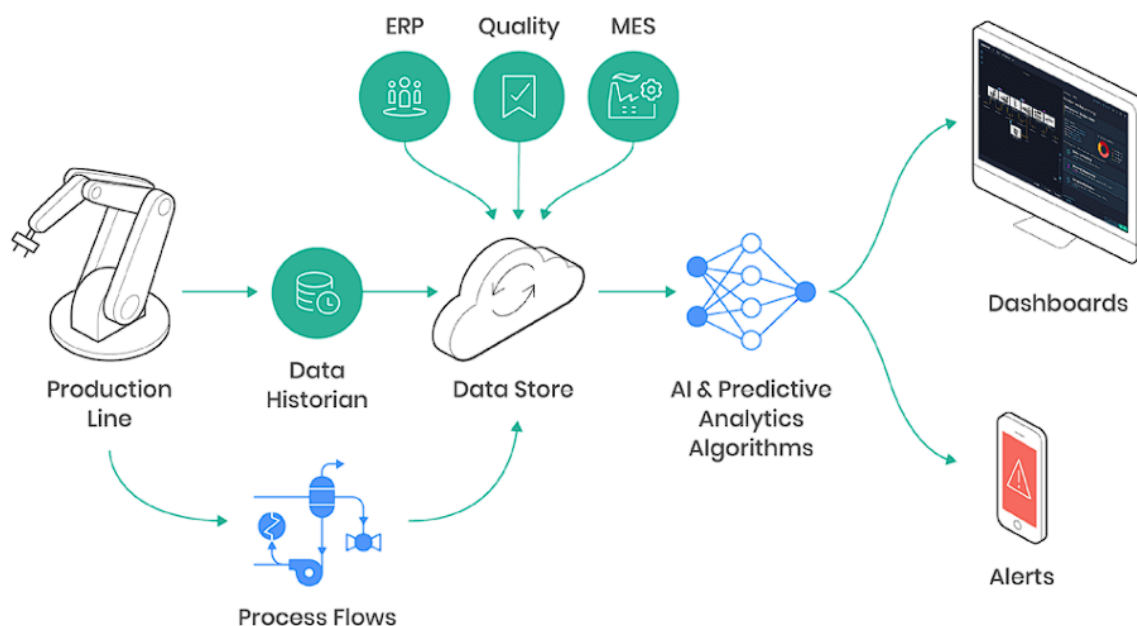 ERP
Quality
MES
Production
Line
Data
Historian
Data Store
AI & Predictive
Analytics
Algorithms
Dashboards
Process Flows
Alerts